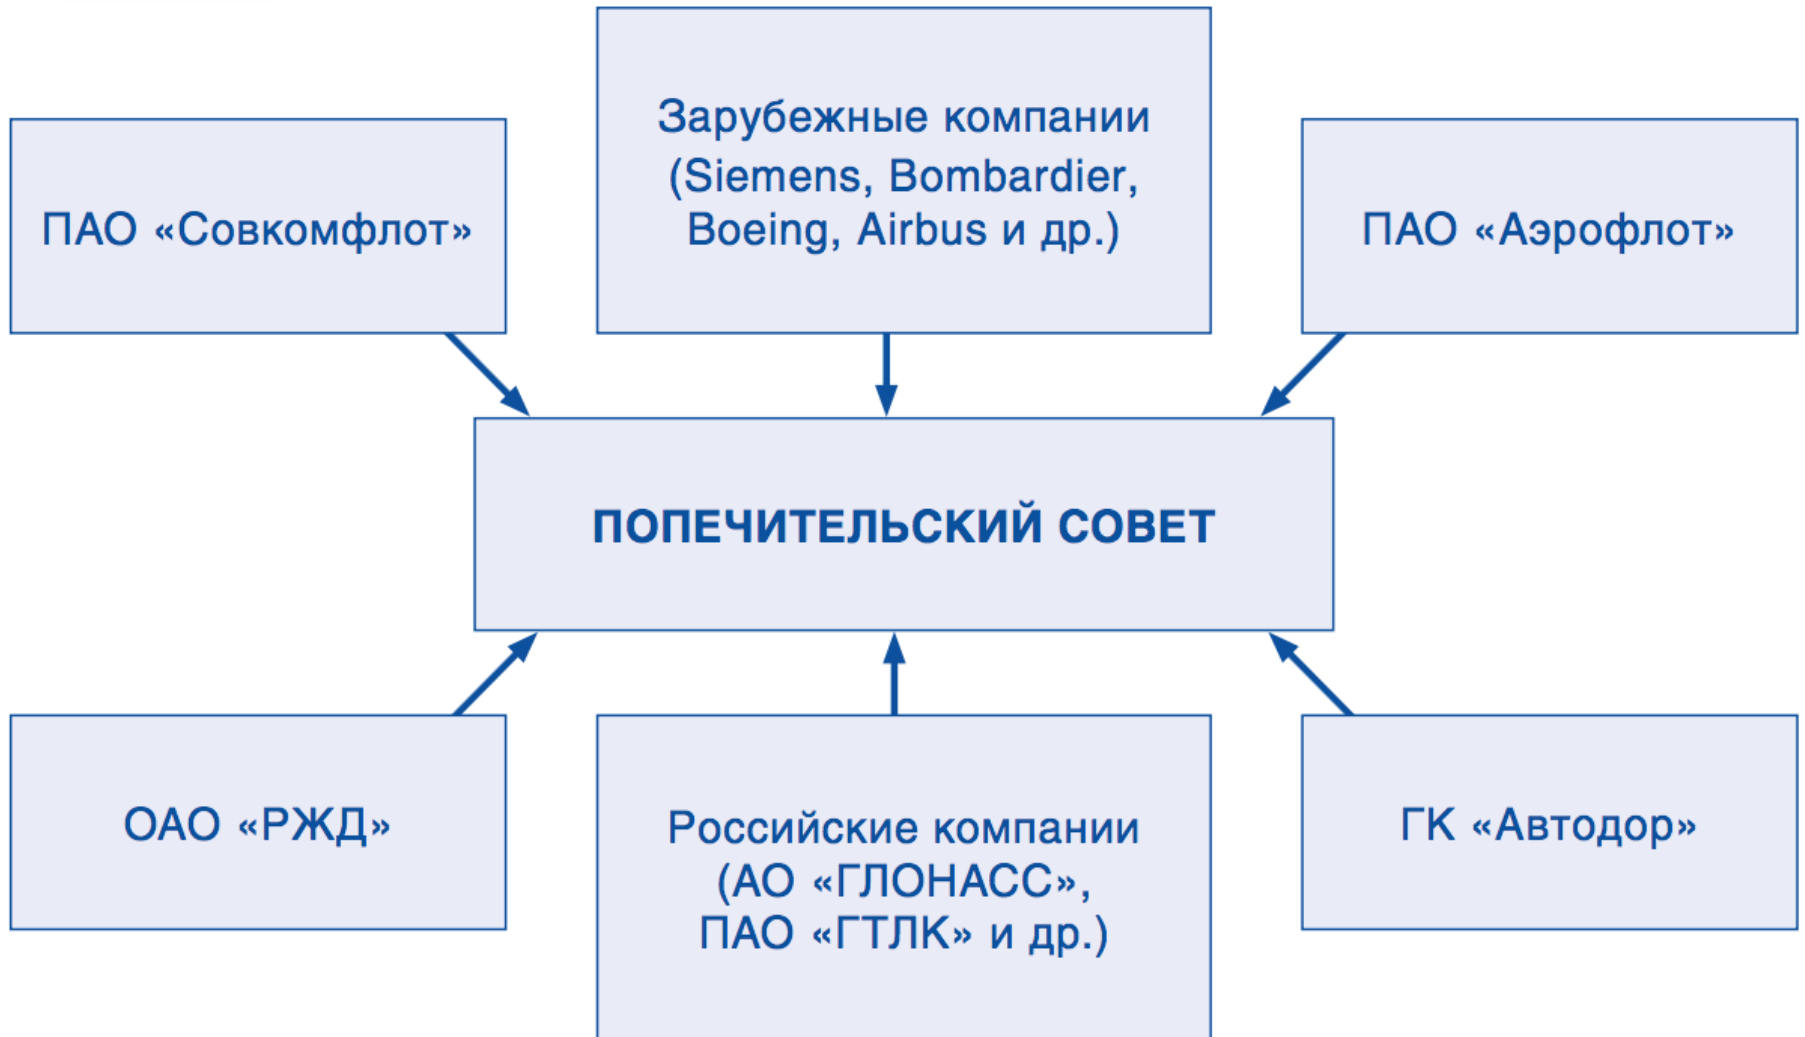 Зарубежные компании
(Siemens, Bombardier,
Boeing, Airbus и др.)
ПАО «Совкомфлот»
ПАО «Аэрофлот»
ПОПЕЧИТЕЛЬСКИЙ СОВЕТ
ОАО «РЖД»
Российские компании
(АО «ГЛОНАСС»,
ПАО «ГТЛК» и др.)
ГК «Автодор»